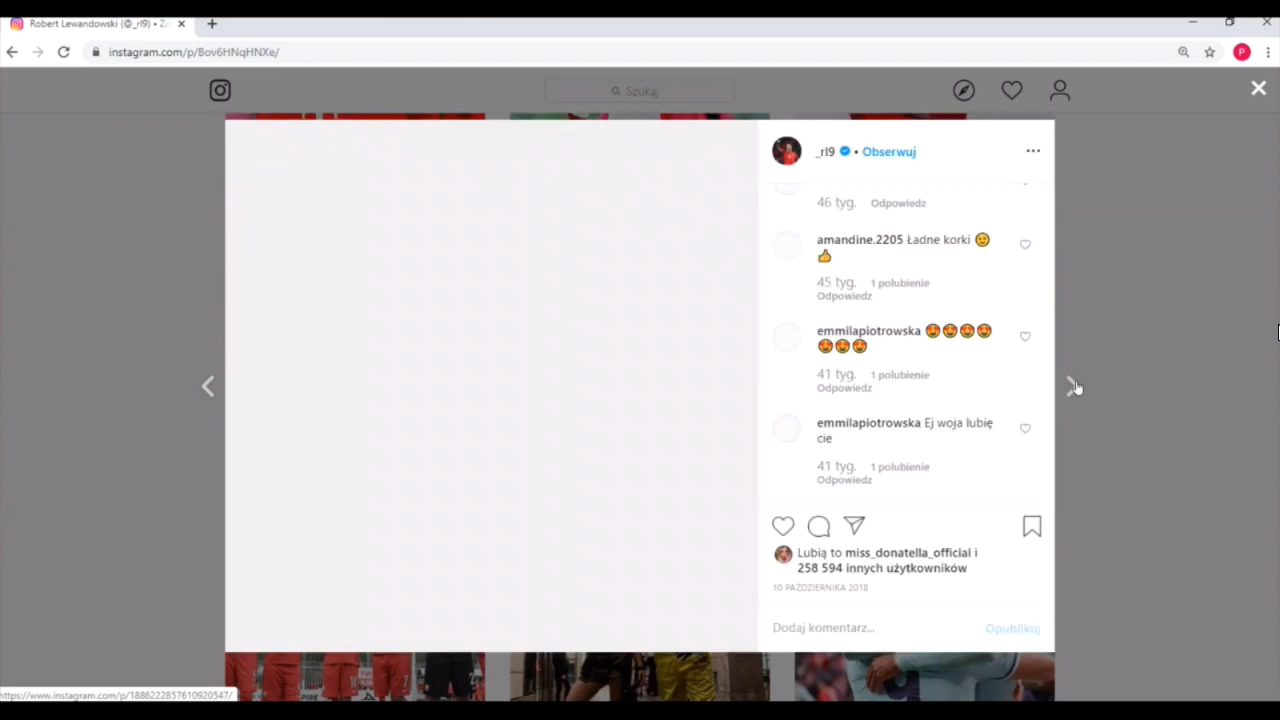 Robert Lewandowski (@_rl9) • Z
instagram.com/p/Bov6HNqHNXe/
P
Szukaj
_rl9 • Obserwuj
46 tyg. Odpowiedz
amandine.2205 Ładne korki 😉
👍
45 tyg. 1 polubienie
Odpowiedz
emmilapiotrowska 🤩🤩🤩🤩
🤩🤩🤩
41 tyg. 1 polubienie
Odpowiedz
emmilapiotrowska Ej woja lubię
cie
41 tyg. 1 polubienie
Odpowiedz
Lubią to miss_donatella_official i
258 594 innych użytkowników
10 PAŹDZIERNIKA 2018
Dodaj komentarz... Opublikuj
https://www.instagram.com/p/1886222857610920547/